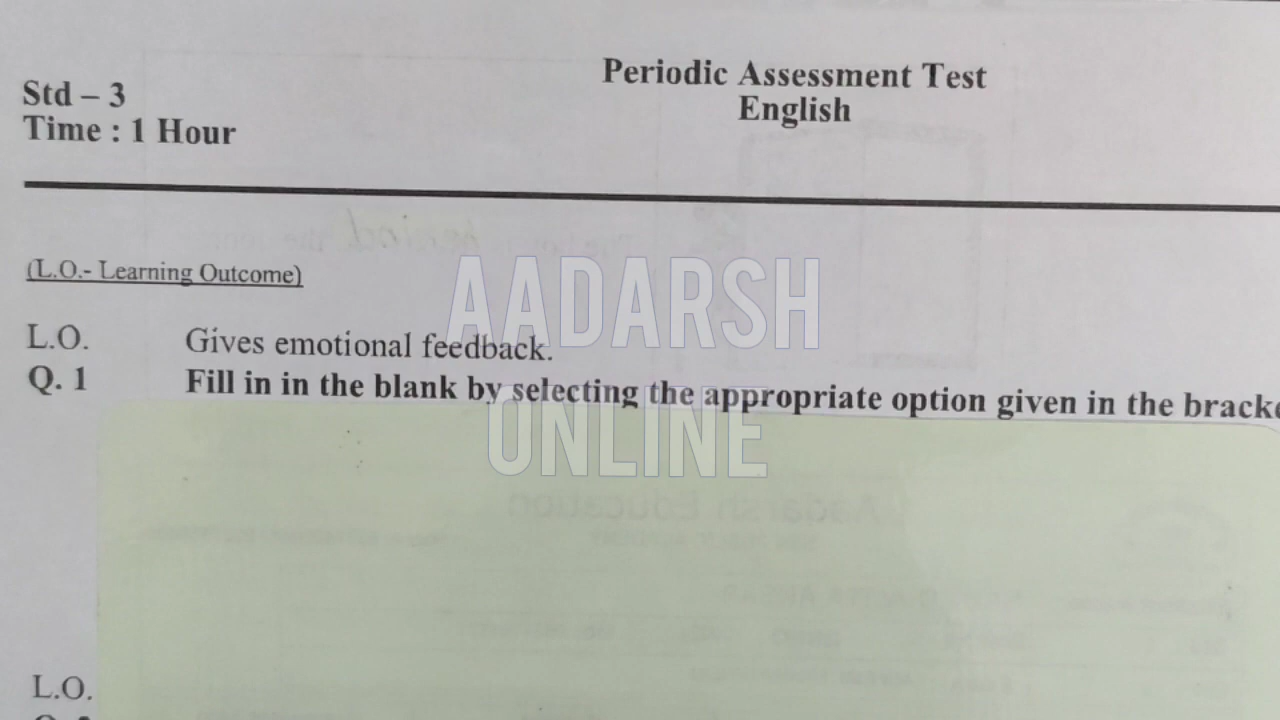 Periodic Assessment Test
English
Std – 3
Time : 1 Hour
(L.O.- Learning Outcome)
AADARSH
ONLINE
L.O. Gives emotional feedback.
Q. 1 Fill in in the blank by selecting the appropriate option given in the
L.O.